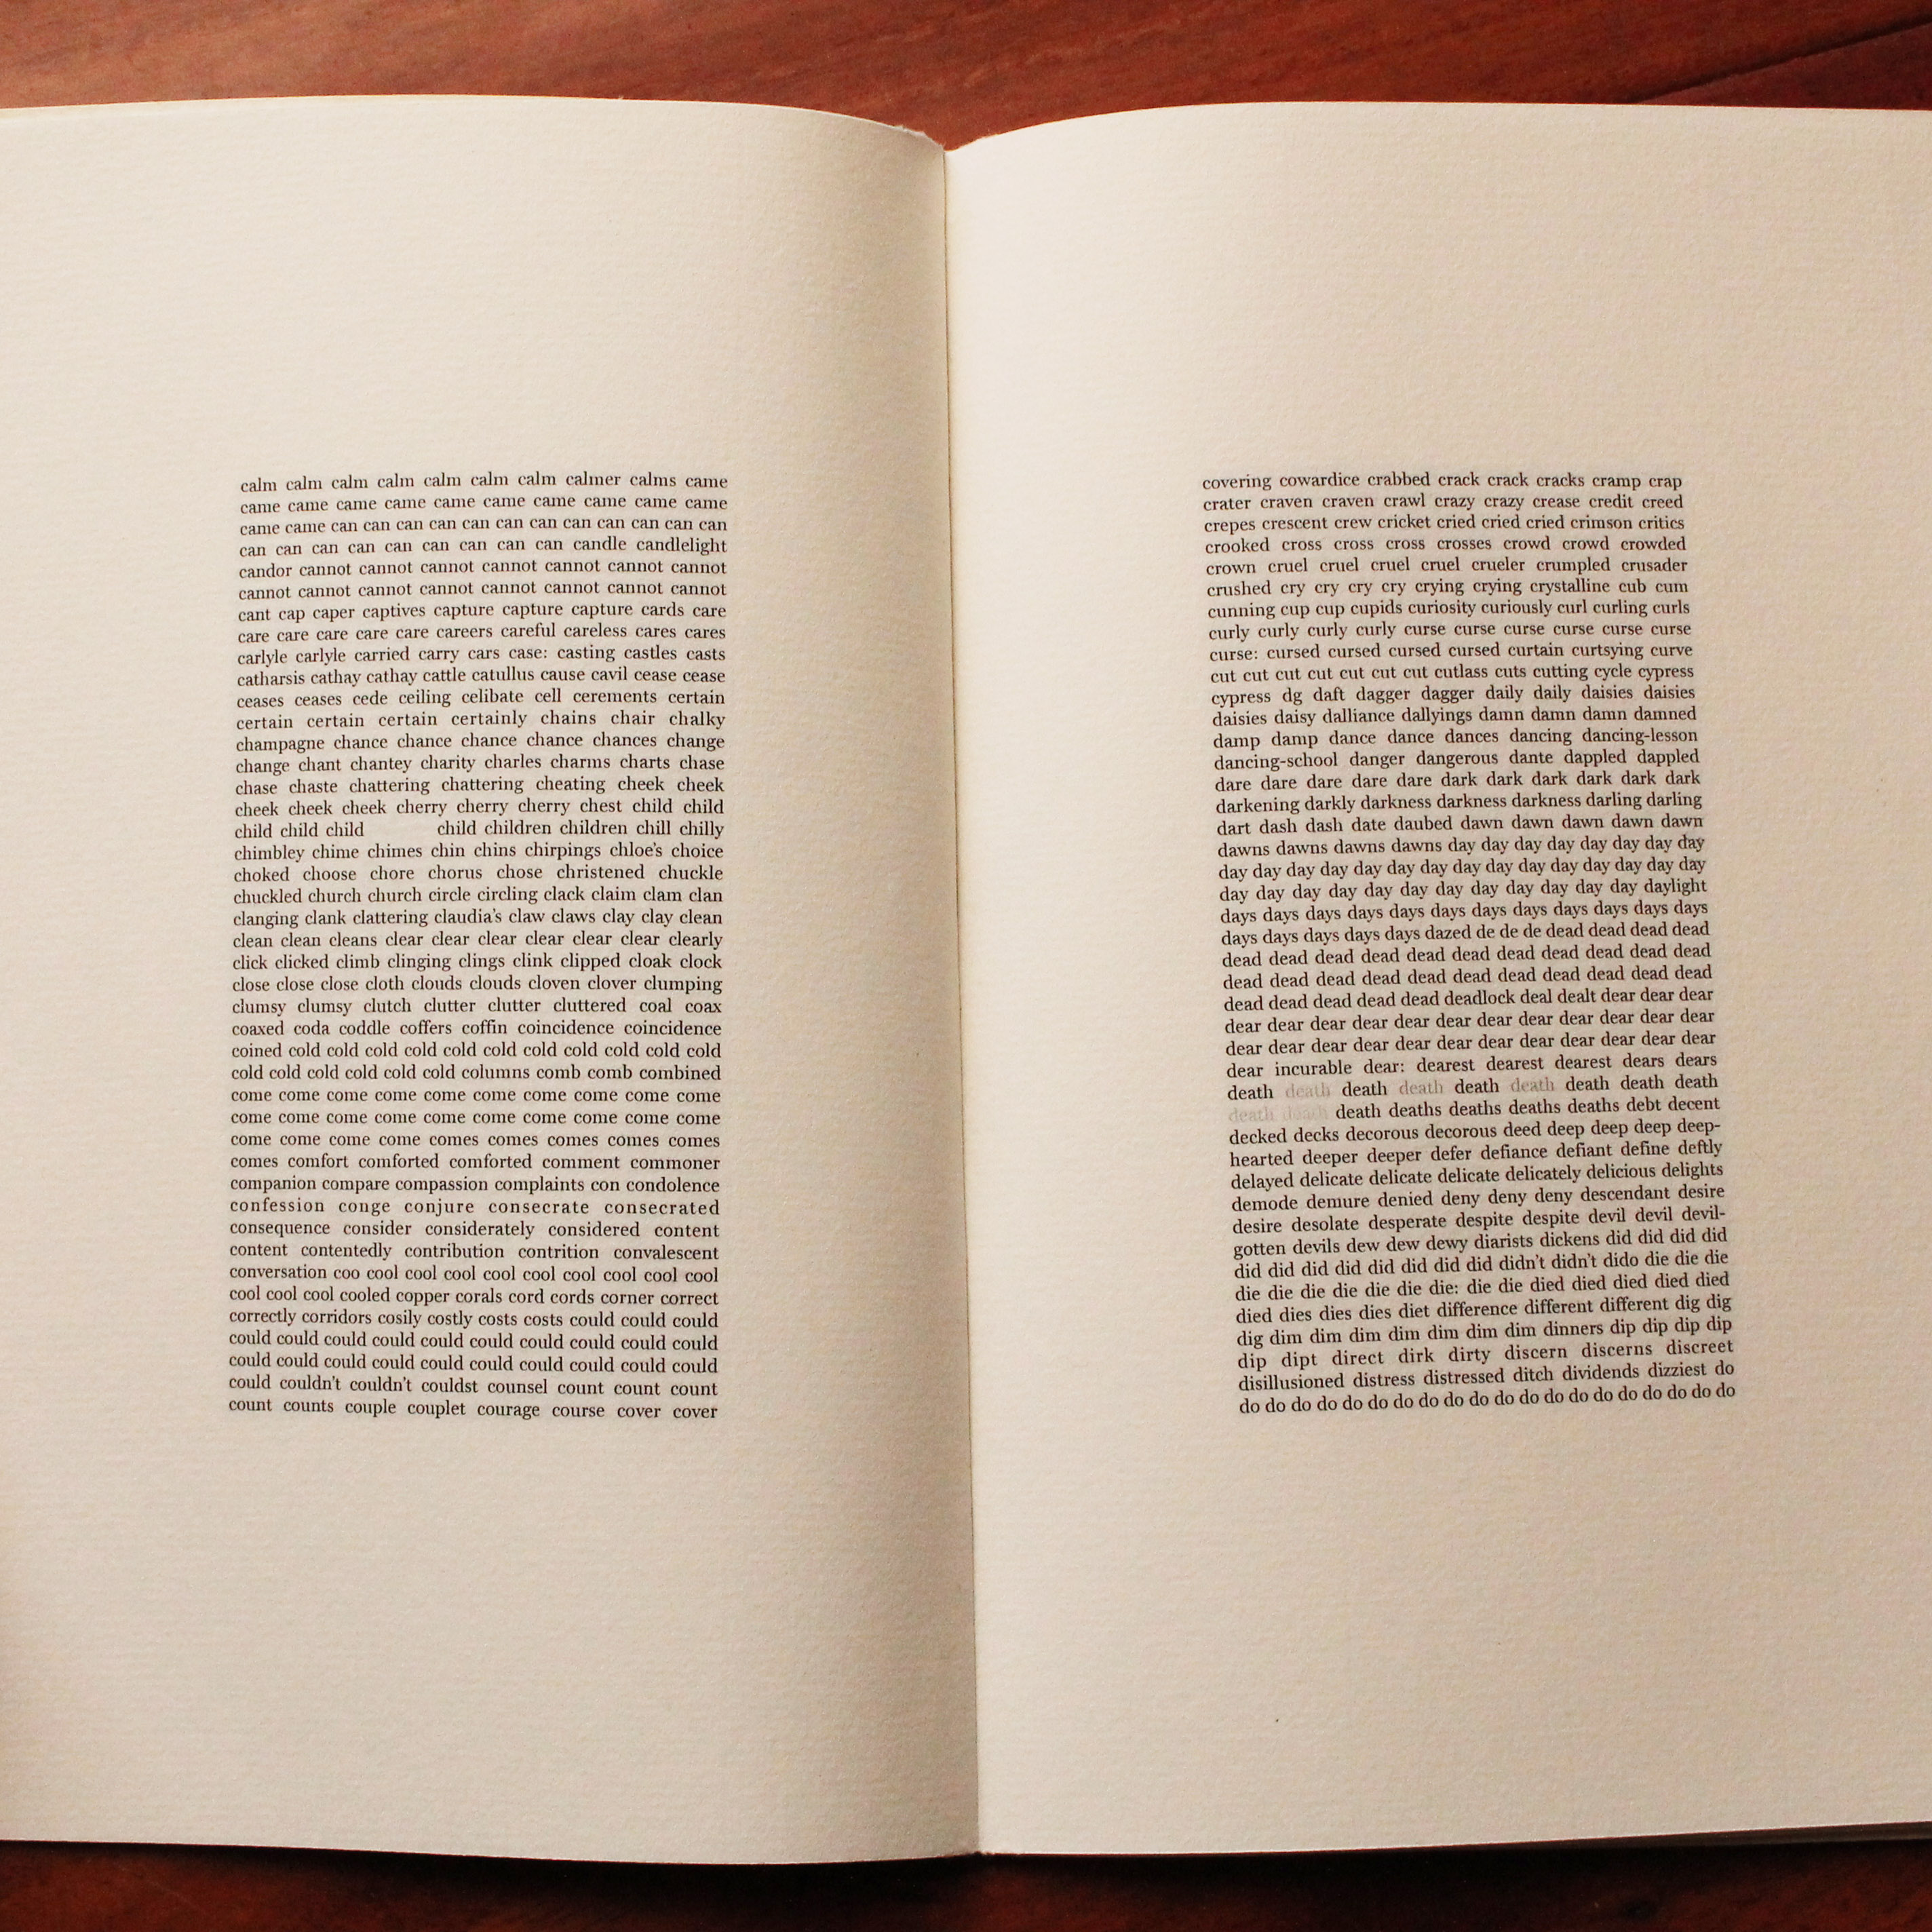 calm calm calm calm calm calm calm calmer calms came
came came came came came came came came came came
came came can can can can can can can can can can can can
can can can can can can can can can candle candlelight
candor cannot cannot cannot cannot cannot cannot cannot
cannot cannot cannot cannot cannot cannot cannot cannot
cant cap caper captives capture capture capture cards care
care care care care care careers careful careless cares cares
carlyle carlyle carried carry cars case: casting castles casts
catharsis cathay cathay cattle catullus cause cavil cease cease
ceases ceases cede ceiling celibate cell cerements certain
certain certain certain certainly chains chair chalky
champagne chance chance chance chance chances change
change chant chantey charity charles charms charts chase
chase chaste chattering chattering cheating cheek cheek
cheek cheek cheek cherry cherry cherry chest child child
child child child child children children chill chilly
chimbley chime chimes chin chins chirpings chloe's choice
choked choose chore chorus chose christened chuckle
chuckled church church circle circling clack claim clam clan
clanging clank clattering claudia's claw claws clay clay clean
clean clean cleans clear clear clear clear clear clear clearly
click clicked climb clinging clings clink clipped cloak clock
close close close cloth clouds clouds cloven clover clumping
clumsy clumsy clutch clutter clutter cluttered coal coax
coaxed coda coddle coffers coffin coincidence coincidence
coined cold cold cold cold cold cold cold cold cold cold cold
cold cold cold cold cold cold columns comb comb combined
come come come come come come come come come come
come come come come come come come come come come
come come come come comes comes comes comes comes
comes comfort comforted comforted comment commoner
companion compare compassion complaints con condolence
confession conge conjure consecrate consecrated
consequence consider considerately considered content
content contentedly contribution contrition convalescent
conversation coo cool cool cool cool cool cool cool cool cool
cool cool cool cooled copper corals cord cords corner correct
correctly corridors cosily costly costs costs could could could
could could could could could could could could could could
could could could could could could could could could could
could couldn't couldn't couldst counsel count count count
count counts couple couplet courage course cover cover
covering cowardice crabbed crack crack cracks cramp crap
crater craven craven crawl crazy crazy crease credit creed
crepes crescent crew cricket cried cried cried crimson critics
crooked cross cross cross crosses crowd crowd crowded
crown cruel cruel cruel cruel crueler crumpled crusader
crushed cry cry cry cry crying crying crystalline cub cum
cunning cup cup cupids curiosity curiously curl curling curls
curly curly curly curly curse curse curse curse curse curse
curse: cursed cursed cursed cursed curtain curtsying curve
cut cut cut cut cut cut cut cutlass cuts cutting cycle cypress
cypress dg daft dagger dagger daily daily daisies daisies
daisies daisy dalliance dallyings damn damn damn damned
damp damp dance dance dances dancing dancing-lesson
dancing-school danger dangerous dante dappled dappled
dare dare dare dare dare dark dark dark dark dark dark
darkening darkly darkness darkness darkness darling darling
dart dash dash date daubed dawn dawn dawn dawn dawn
dawns dawns dawns dawns day day day day day day day day
day day day day day day day day day day day day day day day day
day day day day day day day day day day day day daylight
days days days days days days days days days days days days
days days days days days dazed de de de dead dead dead dead
dead dead dead dead dead dead dead dead dead dead dead
dead dead dead dead dead dead dead dead dead dead dead
dead dead dead dead dead deadlock deal dealt dear dear dear
dear dear dear dear dear dear dear dear dear dear dear dear
dear dear dear dear dear dear dear dear dear dear dear dear
dear incurable dear: dearest dearest dearest dears dears
death death death death death death death death death
death death death deaths deaths deaths deaths debt decent
decked decks decorous decorous deed deep deep deep deep-
hearted deeper deeper defer defiance defiant define deftly
delayed delicate delicate delicate delicately delicious delights
demode demure denied deny deny deny descendant desire
desire desolate desperate despite despite devil devil devil-
gotten devils dew dew dewy diarists dickens did did did did
did did did did did did did did didn't didn't dido die die die
die die die die die die die: die die died died died died died
died dies dies dies diet difference different different dig dig
dig dim dim dim dim dim dim dim dinners dip dip dip dip
dip dipt direct dirk dirty discern discerns discreet
disillusioned distress distressed ditch dividends dizziest do
do do do do do do do do do do do do do do do do do do do